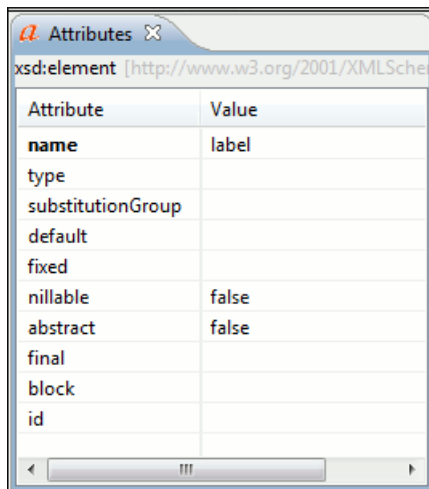 a Attributes
xsd:element [http://www.w3.org/2001/XMLSche
Attribute Value
name label
type
substitutionGroup
default
fixed
nillable false
abstract false
final
block
id